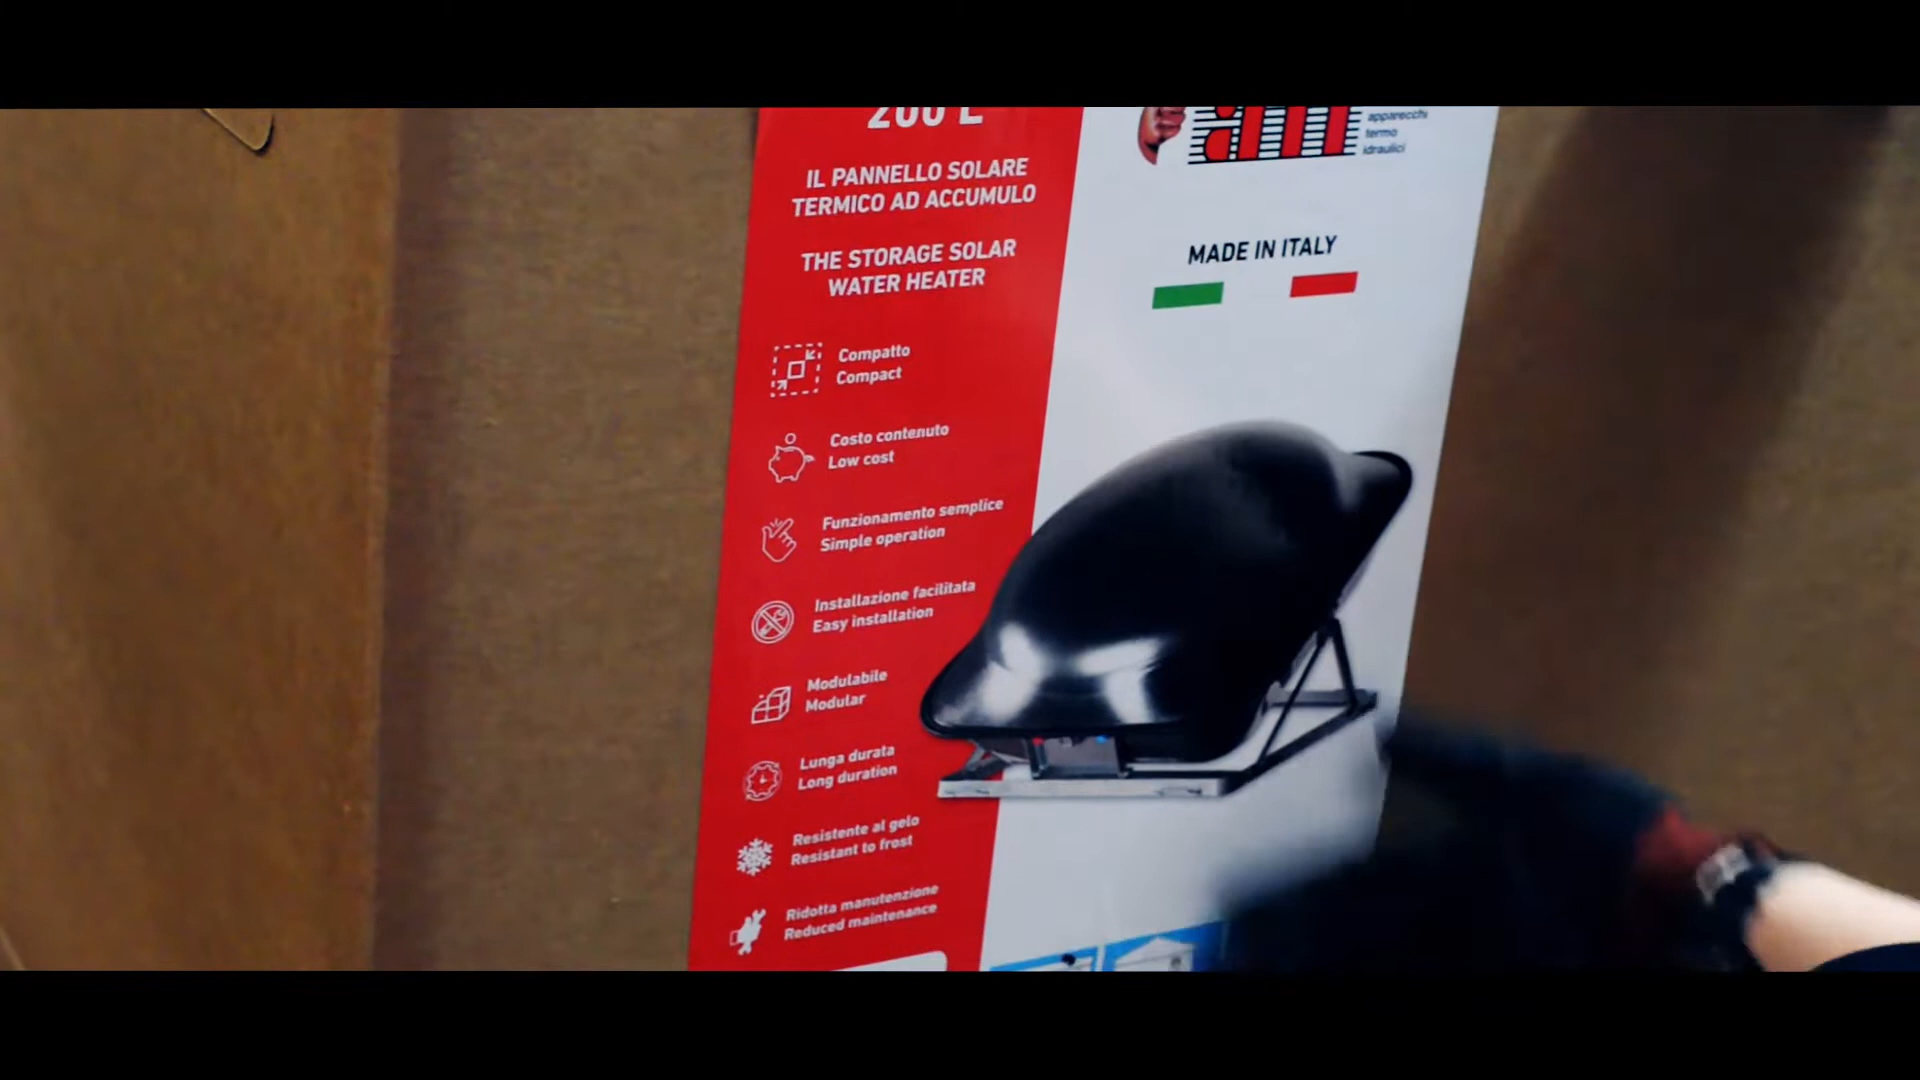 200 L
IL PANNELLO SOLARE
TERMICO AD ACCUMULO
THE STORAGE SOLAR
WATER HEATER
Compatto
Compact
Costo contenuto
Low cost
Funzionamento semplice
Simple operation
Installazione facilitata
Easy installation
Modulabile
Modular
Lunga durata
Long duration
Resistente al gelo
Resistant to frost
Ridotta manutenzione
Reduced maintenance
apparecchi
termo
idraulici
MADE IN ITALY